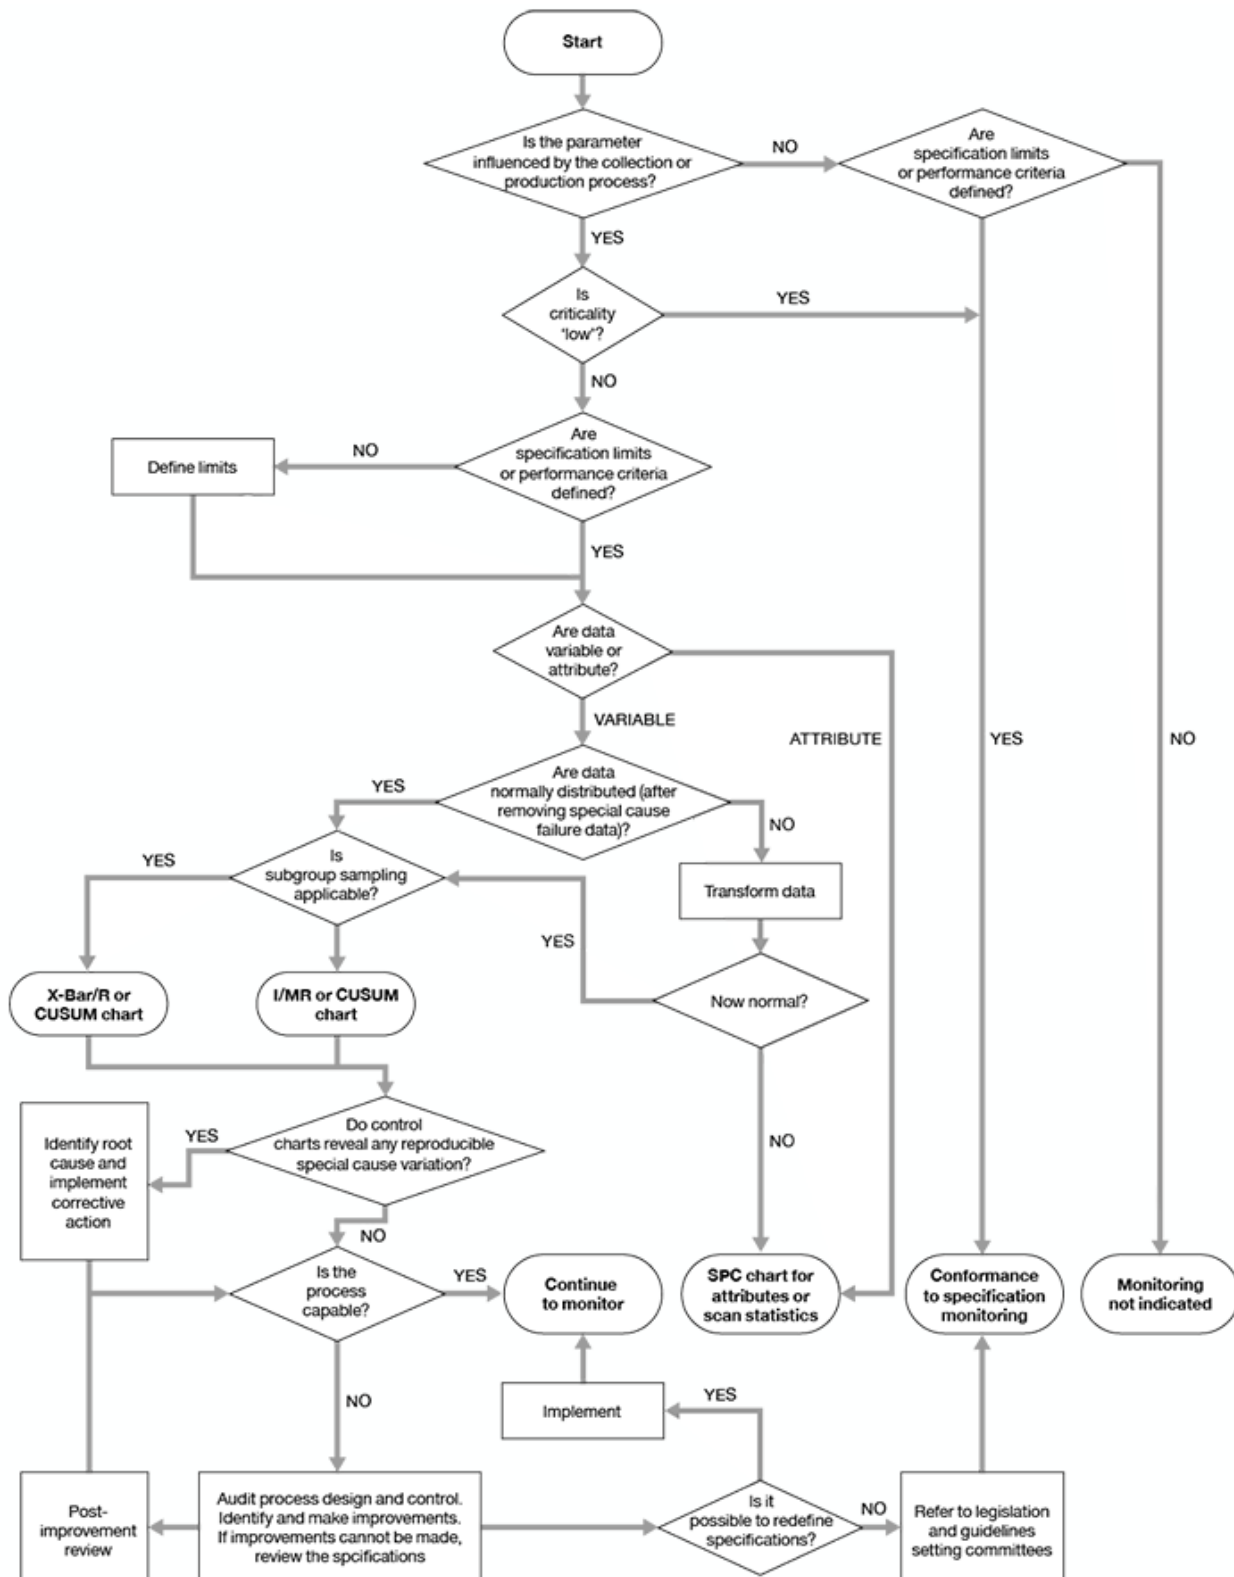 Start
Is the parameter
influenced by the collection or
production process?
NO
Are
specification limits
or performance criteria
defined?
YES
Is
criticality
'low'?
YES
NO
Are
specification limits
or performance criteria
defined?
NO
Define limits
YES
Are data
variable or
attribute?
VARIABLE
ATTRIBUTE
YES
NO
Are data
normally distributed (after
removing special cause
failure data)?
YES
NO
Is
subgroup sampling
applicable?
YES
Transform data
YES
Now normal?
X-Bar/R or
CUSUM chart
I/MR or CUSUM
chart
Do control
charts reveal any reproducible
special cause variation?
YES
NO
Identify root
cause and
implement
corrective
action
NO
Is the
process
capable?
YES
Continue
to monitor
SPC chart for
attributes or
scan statistics
Conformance
to specification
monitoring
Monitoring
not indicated
NO
Implement
YES
Post-
improvement
review
Audit process design and control.
Identify and make improvements.
If improvements cannot be made,
review the spcifications
Is it
possible to redefine
specifications?
NO
Refer to legislation
and guidelines
setting committees